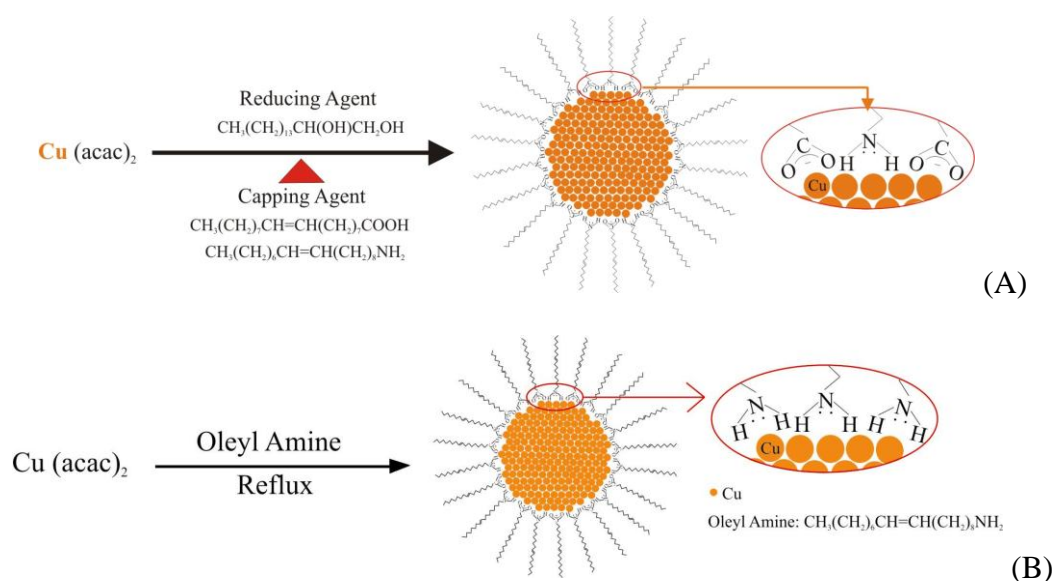 Reducing Agent
CH₃(CH₂)₁₃CH(OH)CH₂OH
Cu (acac)₂
Capping Agent
CH₃(CH₂)₇CH=CH(CH₂)₇COOH
CH₃(CH₂)₆CH=CH(CH₂)₈NH₂
C N C
O O H H O O
Cu
(A)
Cu (acac)₂
Oleyl Amine
Reflux
N N N
H H H H H H
Cu
Cu
Oleyl Amine: CH₃(CH₂)₆CH=CH(CH₂)₈NH₂
(B)